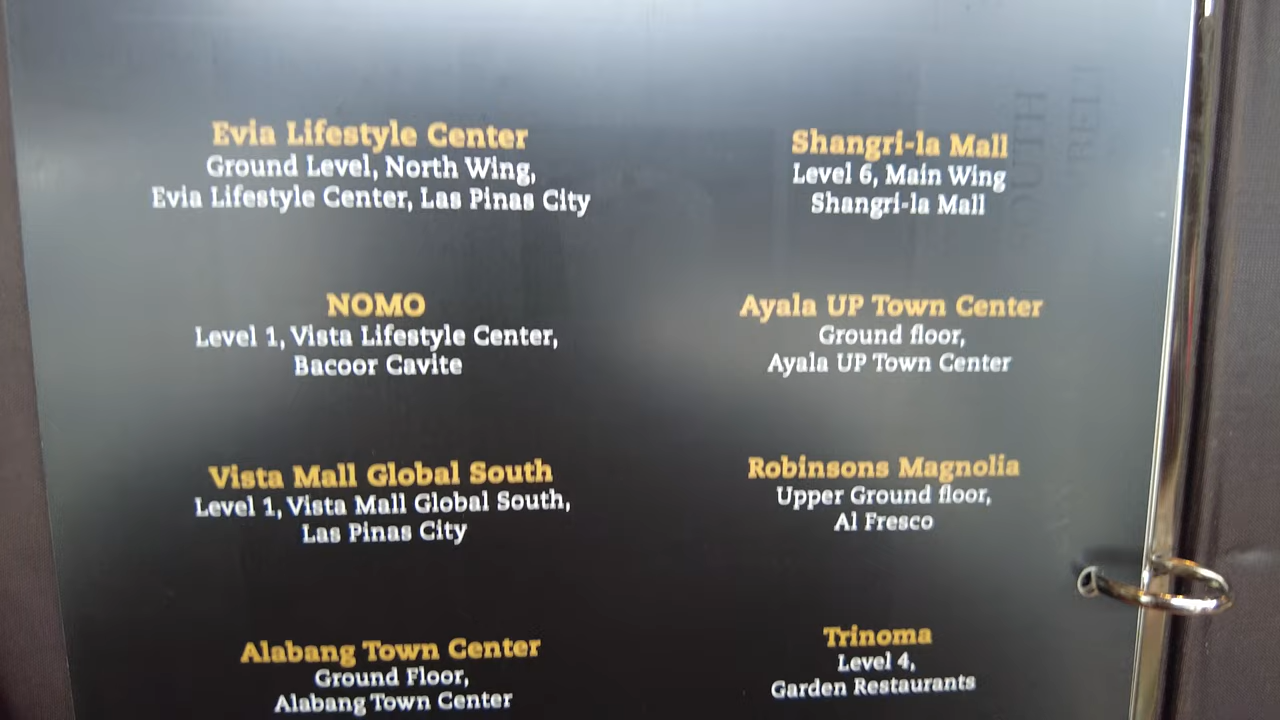 Evia Lifestyle Center
Ground Level, North Wing,
Evia Lifestyle Center, Las Pinas City
NOMO
Level 1, Vista Lifestyle Center,
Bacoor Cavite
Vista Mall Global South
Level 1, Vista Mall Global South,
Las Pinas City
Alabang Town Center
Ground Floor,
Alabang Town Center
Shangri-la Mall
Level 6, Main Wing
Shangri-la Mall
Ayala UP Town Center
Ground floor,
Ayala UP Town Center
Robinsons Magnolia
Upper Ground floor,
Al Fresco
Trinoma
Level 4,
Garden Restaurants
SOUTH